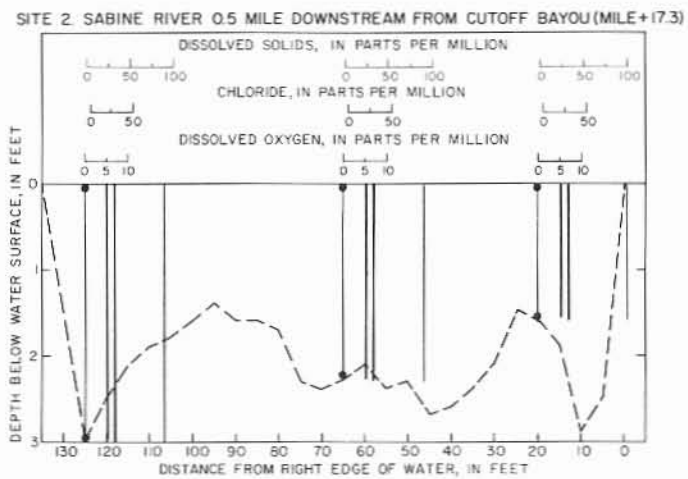 SITE 2. SABINE RIVER 0.5 MILE DOWNSTREAM FROM CUTOFF BAYOU (MILE+17.3)
DISSOLVED SOLIDS, IN PARTS PER MILLION
0 50 100 0 50 100 0 50 100
CHLORIDE, IN PARTS PER MILLION
0 50 0 50 0 50
DISSOLVED OXYGEN, IN PARTS PER MILLION
0 5 10 0 5 10 0 5 10
DEPTH BELOW WATER SURFACE, IN FEET
0
1
2
3
130 120 110 100 90 80 70 60 50 40 30 20 10 0
DISTANCE FROM RIGHT EDGE OF WATER, IN FEET